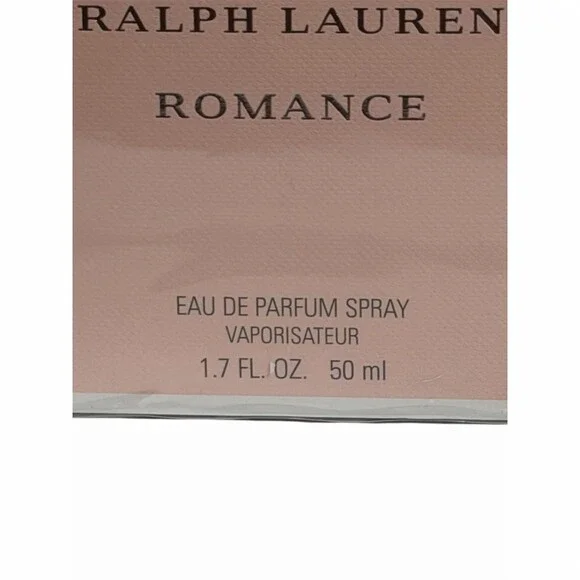 RALPH LAUREN
ROMANCE
EAU DE PARFUM SPRAY
VAPORISATEUR
1.7 FL. OZ. 50 ml